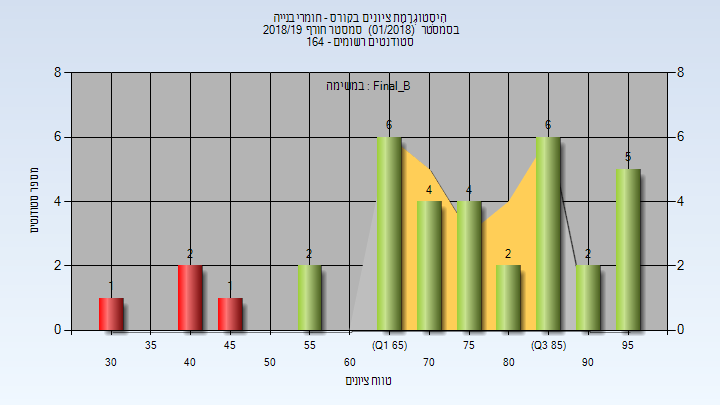 היסטוגרמת ציונים בקורס - חומרי בנייה
בסמסטר (01/2018) סמסטר חורף 2018/19
סטודנטים רשומים - 164
במשימה : Final_B
מספר סטודנטים
8 8
6 6
4 4
2 2
0 0
1 2 1 2 6 4 4 2 6 2 5
35 45 55 (Q1 65) 75 (Q3 85) 95
30 40 50 60 70 80 90
טווח ציונים